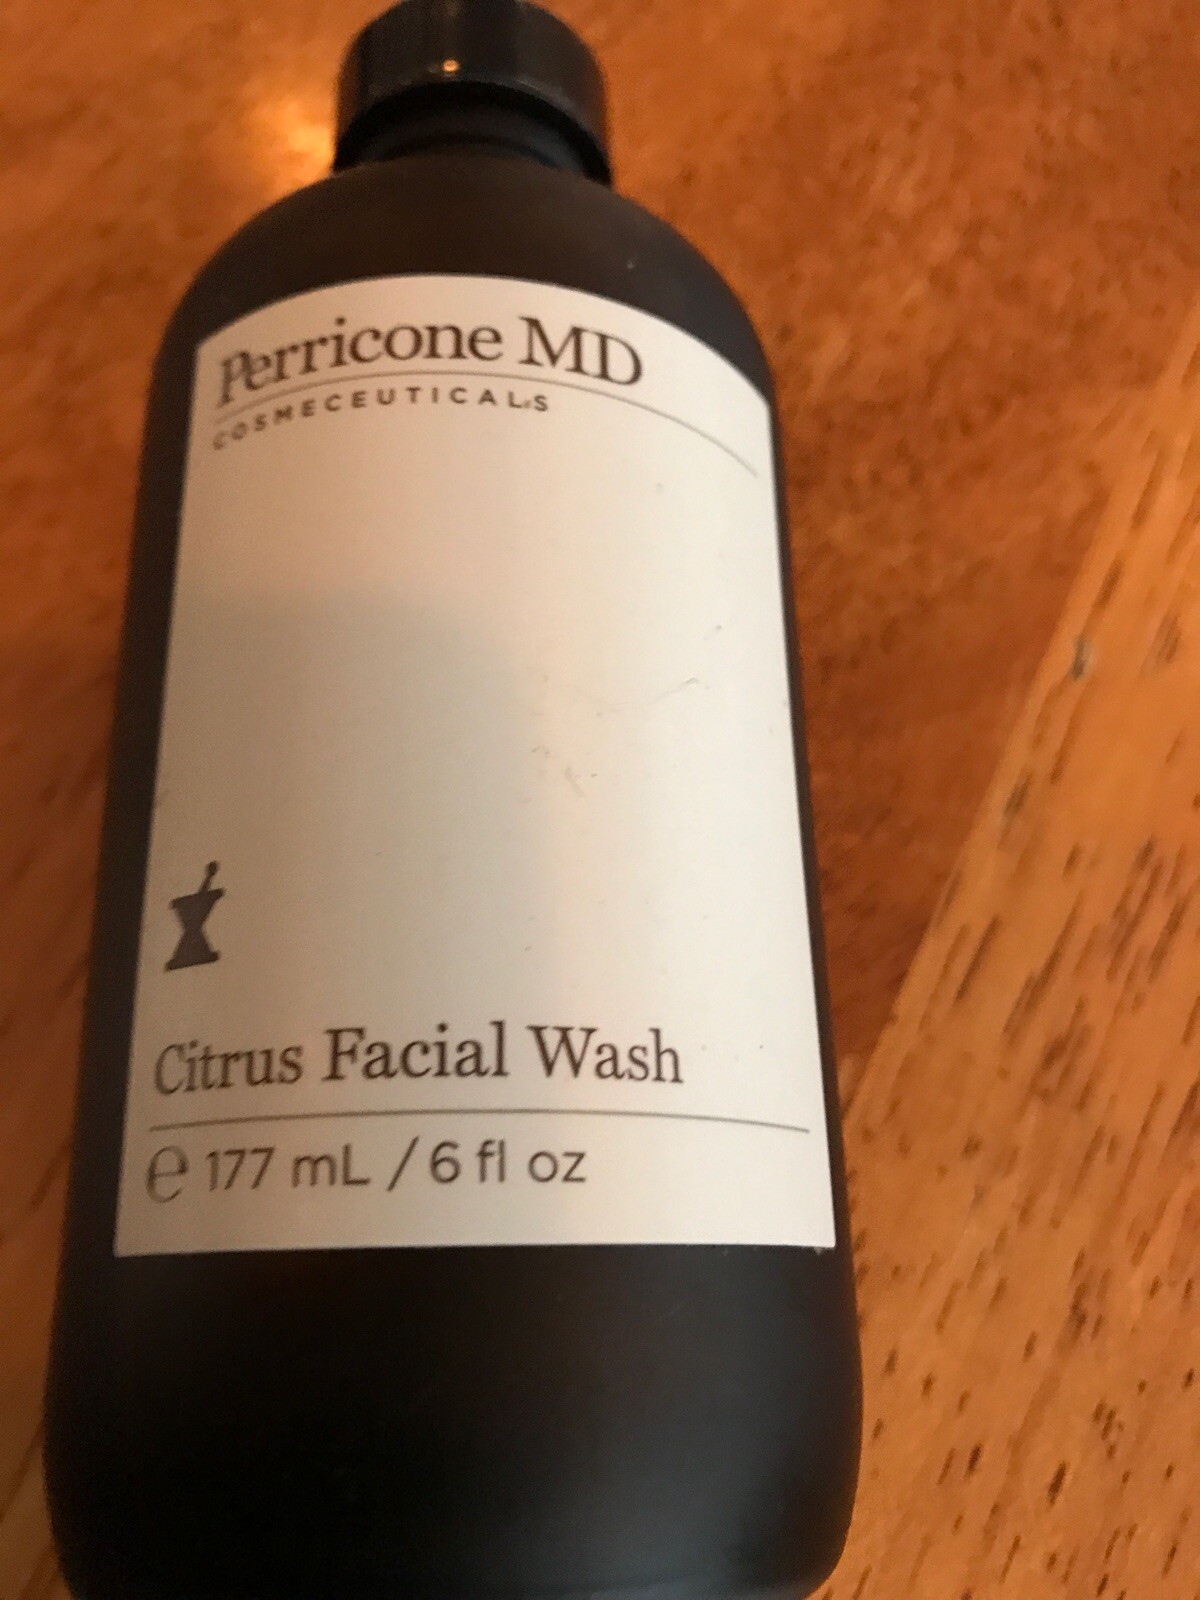 Perricone MD
COSMECEUTICALS
Citrus Facial Wash
℮ 177 mL / 6 fl oz